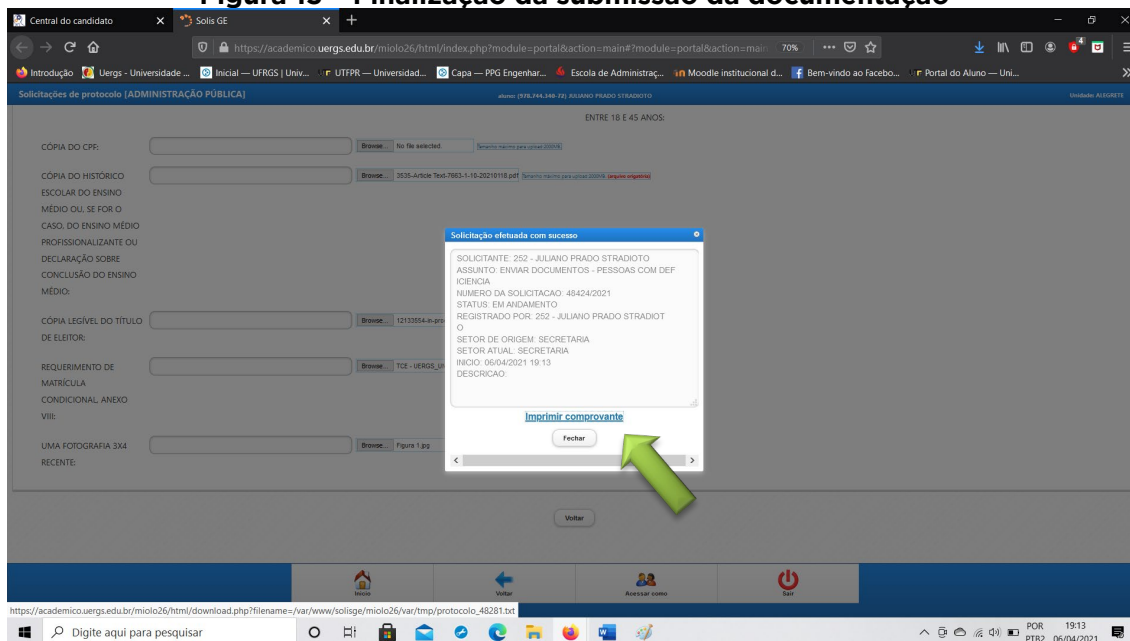 Figura 13 – Finalização da submissão da documentação
Central do candidato
Solis GE
https://academico.uergs.edu.br/miolo26/html/index.php?module=portal&action=main#?module=portal&action=main
70%
Introdução
Uergs - Universidade ...
Inicial — UFRGS | Univ...
UTFPR — Universidad...
Capa — PPG Engenhar...
Escola de Administraç...
Moodle institucional d...
Bem-vindo ao Facebo...
Portal do Aluno — Uni...
Solicitações de protocolo [ADMINISTRAÇÃO PÚBLICA]
JULIANO PRADO STRADIOTO
Unidade: ALEGRETE
ENTRE 18 E 45 ANOS:
CÓPIA DO CPF:
Browse... No file selected.
CÓPIA DO HISTÓRICO
ESCOLAR DO ENSINO
MÉDIO OU, SE FOR O
CASO, DO ENSINO MÉDIO
PROFISSIONALIZANTE OU
DECLARAÇÃO SOBRE
CONCLUSÃO DO ENSINO
MÉDIO:
Browse... 3535-Article Text-7663-1-10-20210118.pdf
CÓPIA LEGÍVEL DO TÍTULO
DE ELEITOR:
Browse... 12133554-in-pro
REQUERIMENTO DE
MATRÍCULA
CONDICIONAL, ANEXO
VIII:
Browse... TCE - UERGS_UN
UMA FOTOGRAFIA 3X4
RECENTE:
Browse... Figura 1.jpg
Solicitação efetuada com sucesso
SOLICITANTE: 252 - JULIANO PRADO STRADIOTO
ASSUNTO: ENVIAR DOCUMENTOS - PESSOAS COM DEF
ICIENCIA
NUMERO DA SOLICITACAO: 48424/2021
STATUS: EM ANDAMENTO
REGISTRADO POR: 252 - JULIANO PRADO STRADIOT
O
SETOR DE ORIGEM: SECRETARIA
SETOR ATUAL: SECRETARIA
INICIO: 06/04/2021 19:13
DESCRICAO:
Imprimir comprovante
Fechar
Voltar
Início
Voltar
Acessar como
Sair
https://academico.uergs.edu.br/miolo26/html/download.php?filename=/var/www/solisge/miolo26/var/tmp/protocolo_48281.txt
Digite aqui para pesquisar
POR
PTB2
19:13
06/04/2021